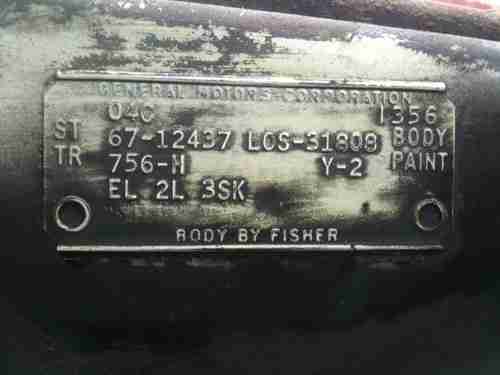 GENERAL MOTORS CORPORATION
04C 1356
ST 67-12437 LOS-31808 BODY
TR 756-H Y-2 PAINT
EL 2L 3SK
BODY BY FISHER